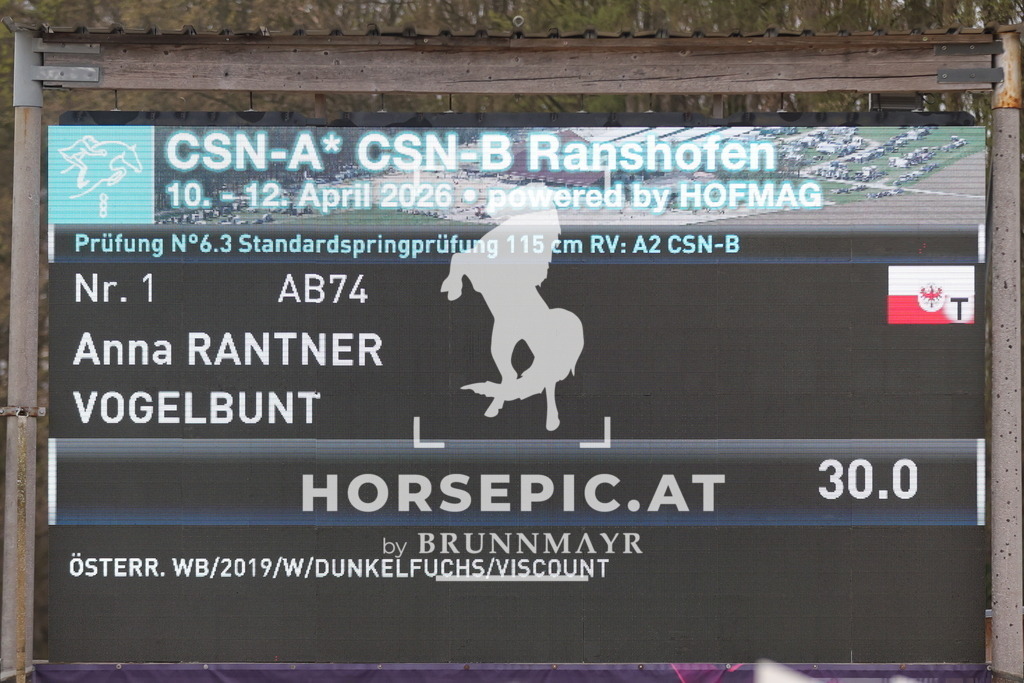 CSN-A* CSN-B Ranshofen
10. - 12. April 2026 • powered by HOFMAG
Prüfung N°6.3 Standardspringprüfung 115 cm RV: A2 CSN-B
Nr. 1 AB74
T
Anna RANTNER
VOGELBUNT
30.0
HORSEPIC.AT
by BRUNNMAYR
ÖSTERR. WB/2019/W/DUNKELFUCHS/VISCOUNT